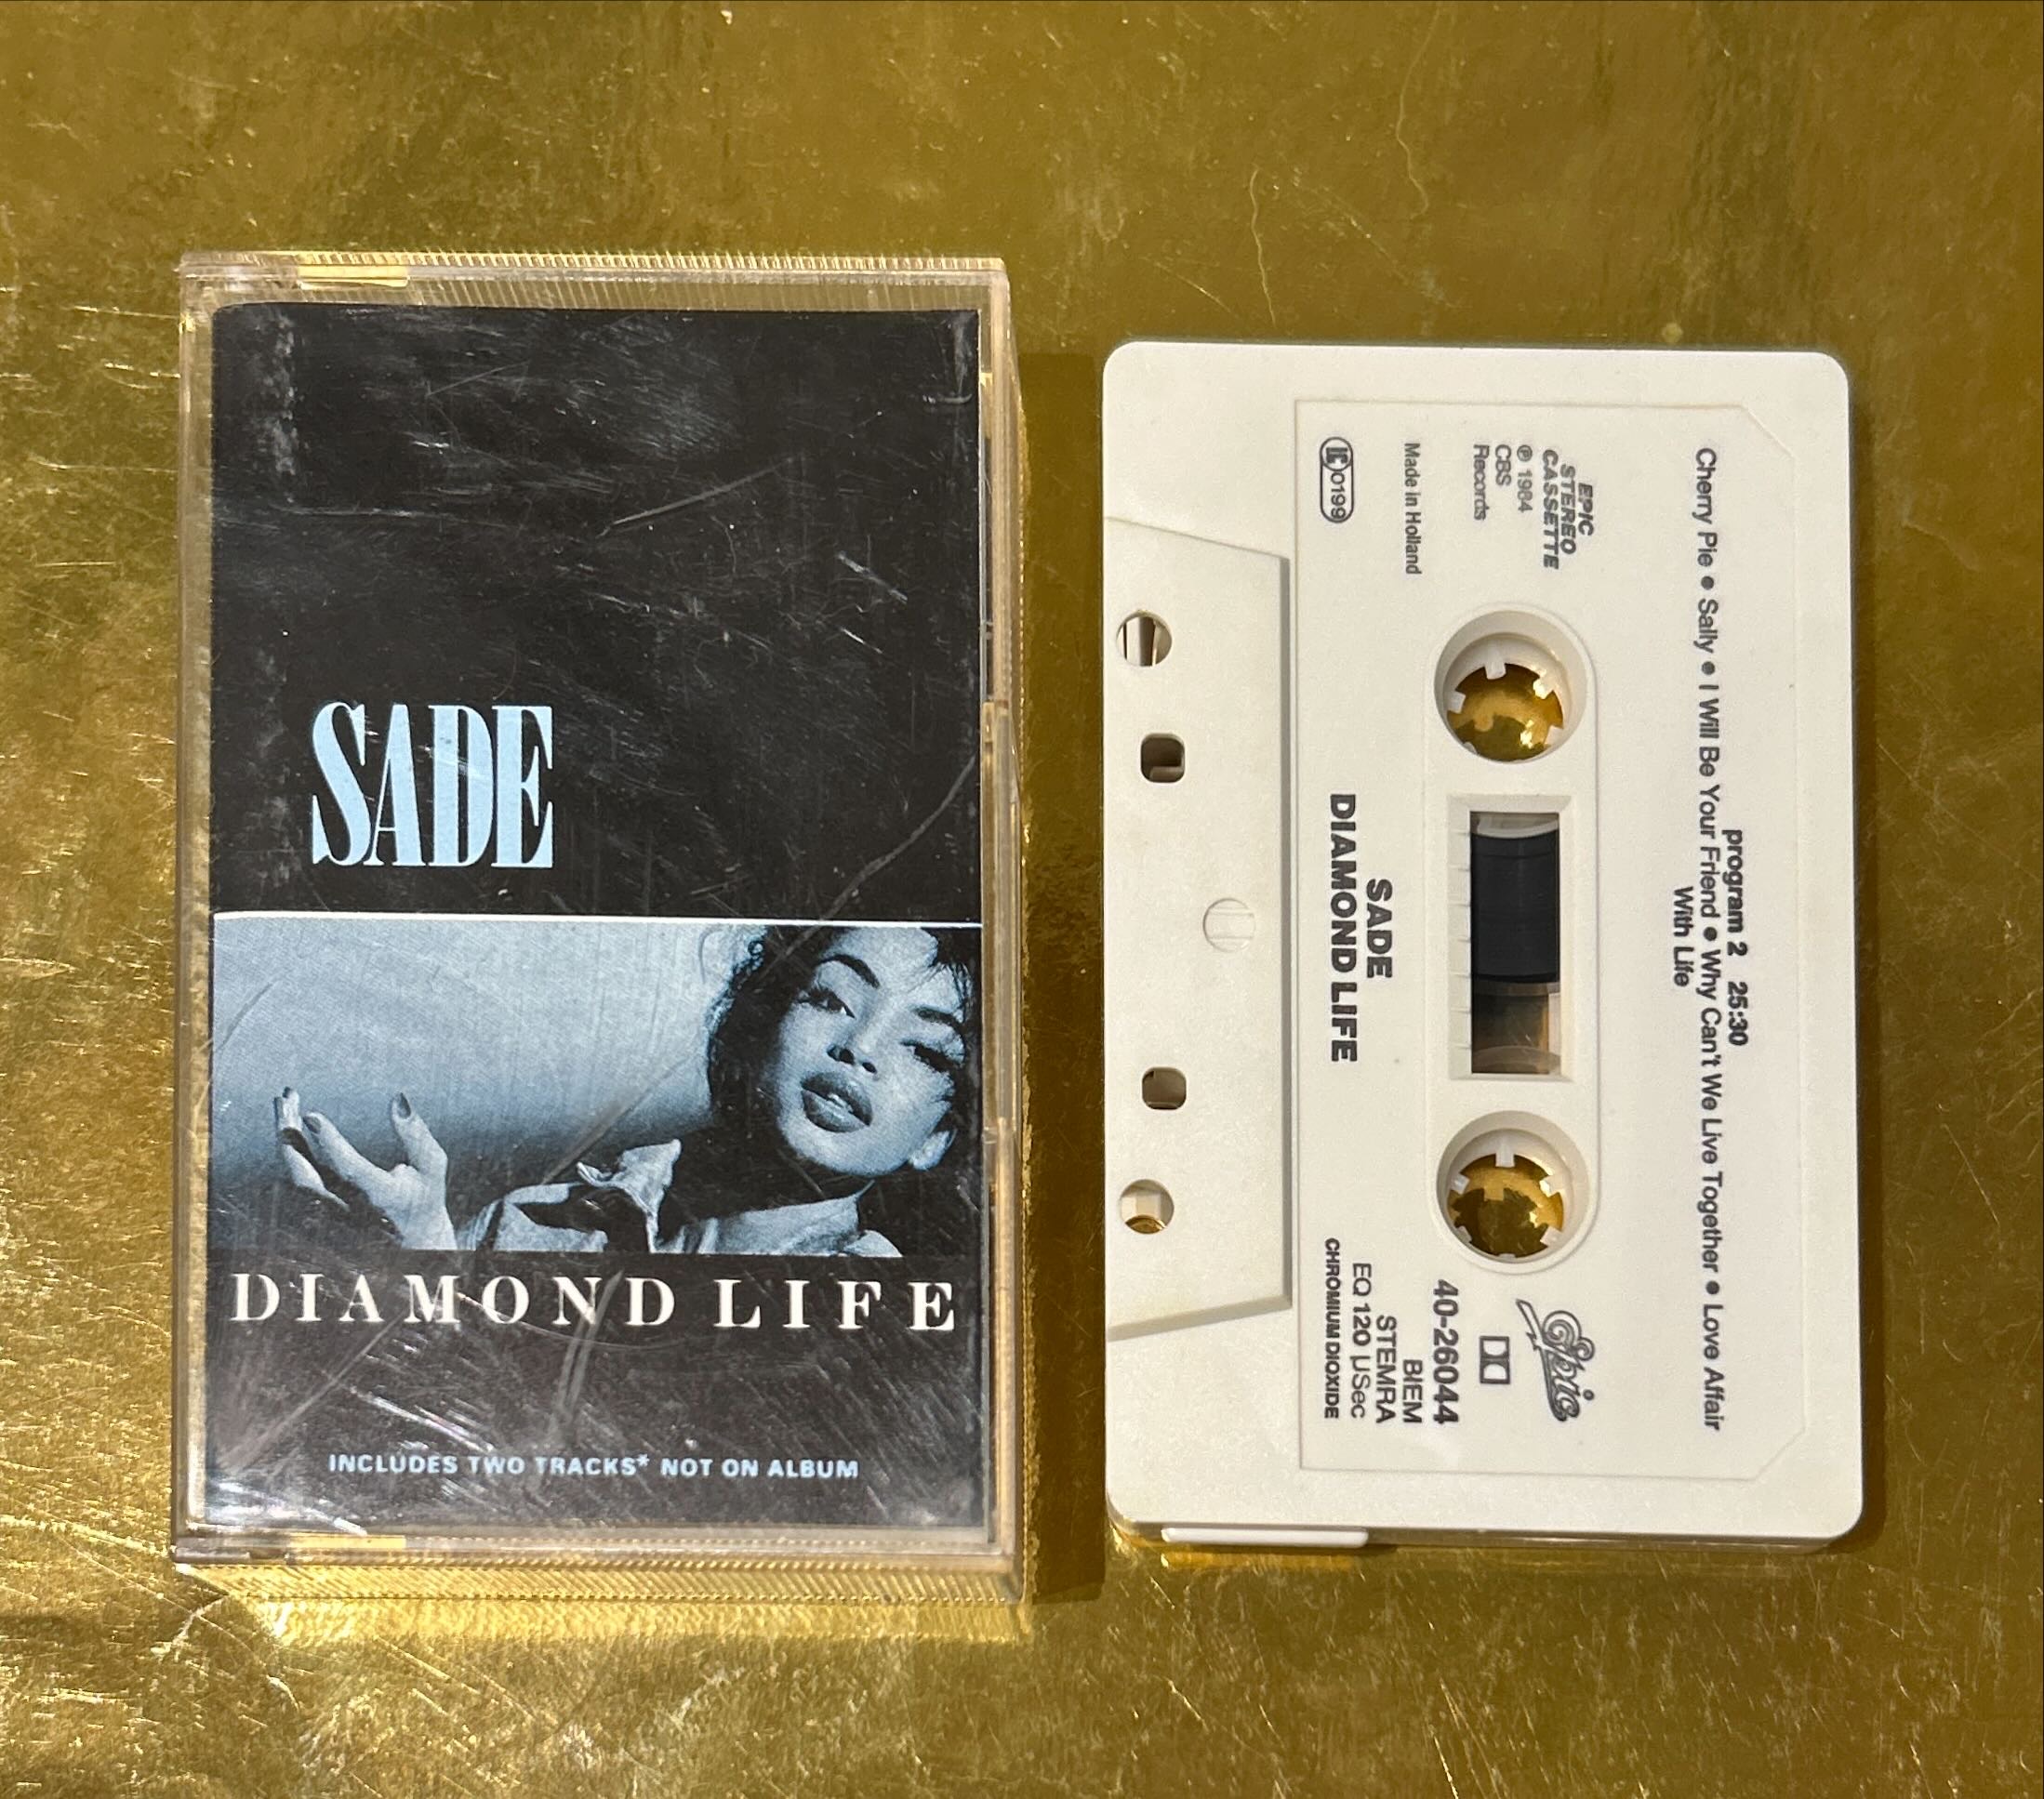 SADE
DIAMOND LIFE
INCLUDES TWO TRACKS* NOT ON ALBUM
program 2 25:30
Cherry Pie • Sally • I Will Be Your Friend • Why Can't We Live Together • Love Affair
With Life
EPIC
STEREO
CASSETTE
℗ 1984
CBS
Records
Made in Holland
LC 0199
Epic
40-26044
BIEM
STEMRA
EQ 120 µSec
CHROMIUM DIOXIDE
SADE
DIAMOND LIFE